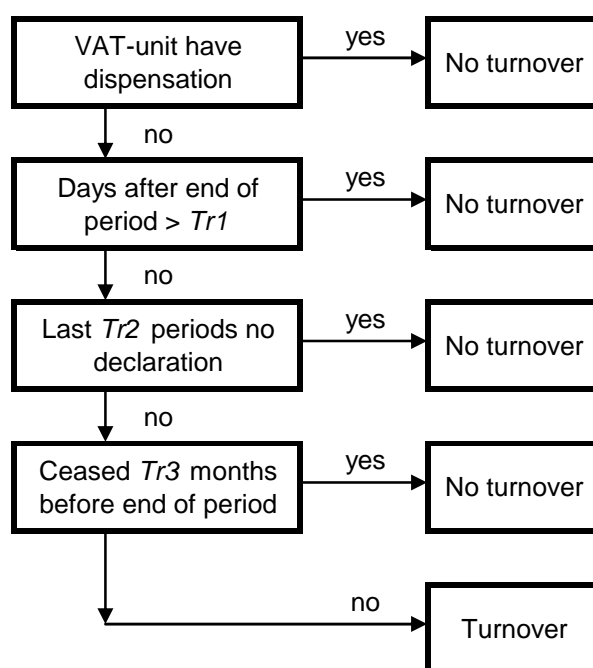 VAT-unit have
dispensation
yes
No turnover
no
Days after end of
period > Tr1
yes
No turnover
no
Last Tr2 periods no
declaration
yes
No turnover
no
Ceased Tr3 months
before end of period
yes
No turnover
no
Turnover